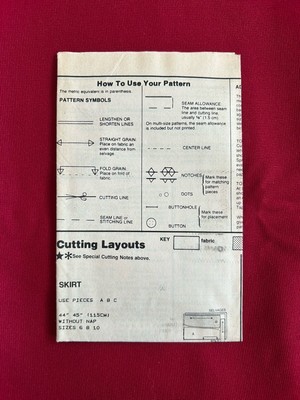 How To Use Your Pattern
The metric equivalent is in parenthesis.
PATTERN SYMBOLS
LENGTHEN OR
SHORTEN LINES
STRAIGHT GRAIN
Place on fabric an
even distance from
selvage.
FOLD GRAIN
Place on fold of
fabric
CUTTING LINE
SEAM LINE or
STITCHING LINE
SEAM ALLOWANCE
The area between seam
line and cutting line,
usually ⅝" (1.5 cm)
On multi-size patterns, the seam allowance
is included but not printed.
CENTER LINE
NOTCHES
DOTS
Mark these
for matching
pattern
pieces
BUTTONHOLE
BUTTON
Mark these
for placement
Cutting Layouts
KEY
fabric
★✶See Special Cutting Notes above.
SKIRT
USE PIECES A B C
44" 45" (115CM)
WITHOUT NAP
SIZES 6 8 10